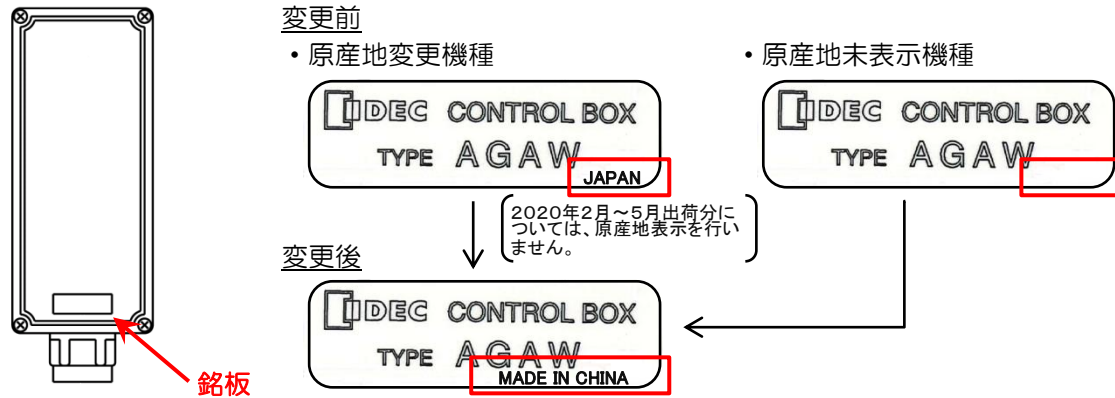 変更前
・原産地変更機種
IDEC CONTROL BOX
TYPE AGAW
JAPAN
・原産地未表示機種
IDEC CONTROL BOX
TYPE AGAW
2020年2月～5月出荷分に
ついては、原産地表示を行い
ません。
変更後
IDEC CONTROL BOX
TYPE AGAW
MADE IN CHINA
銘板